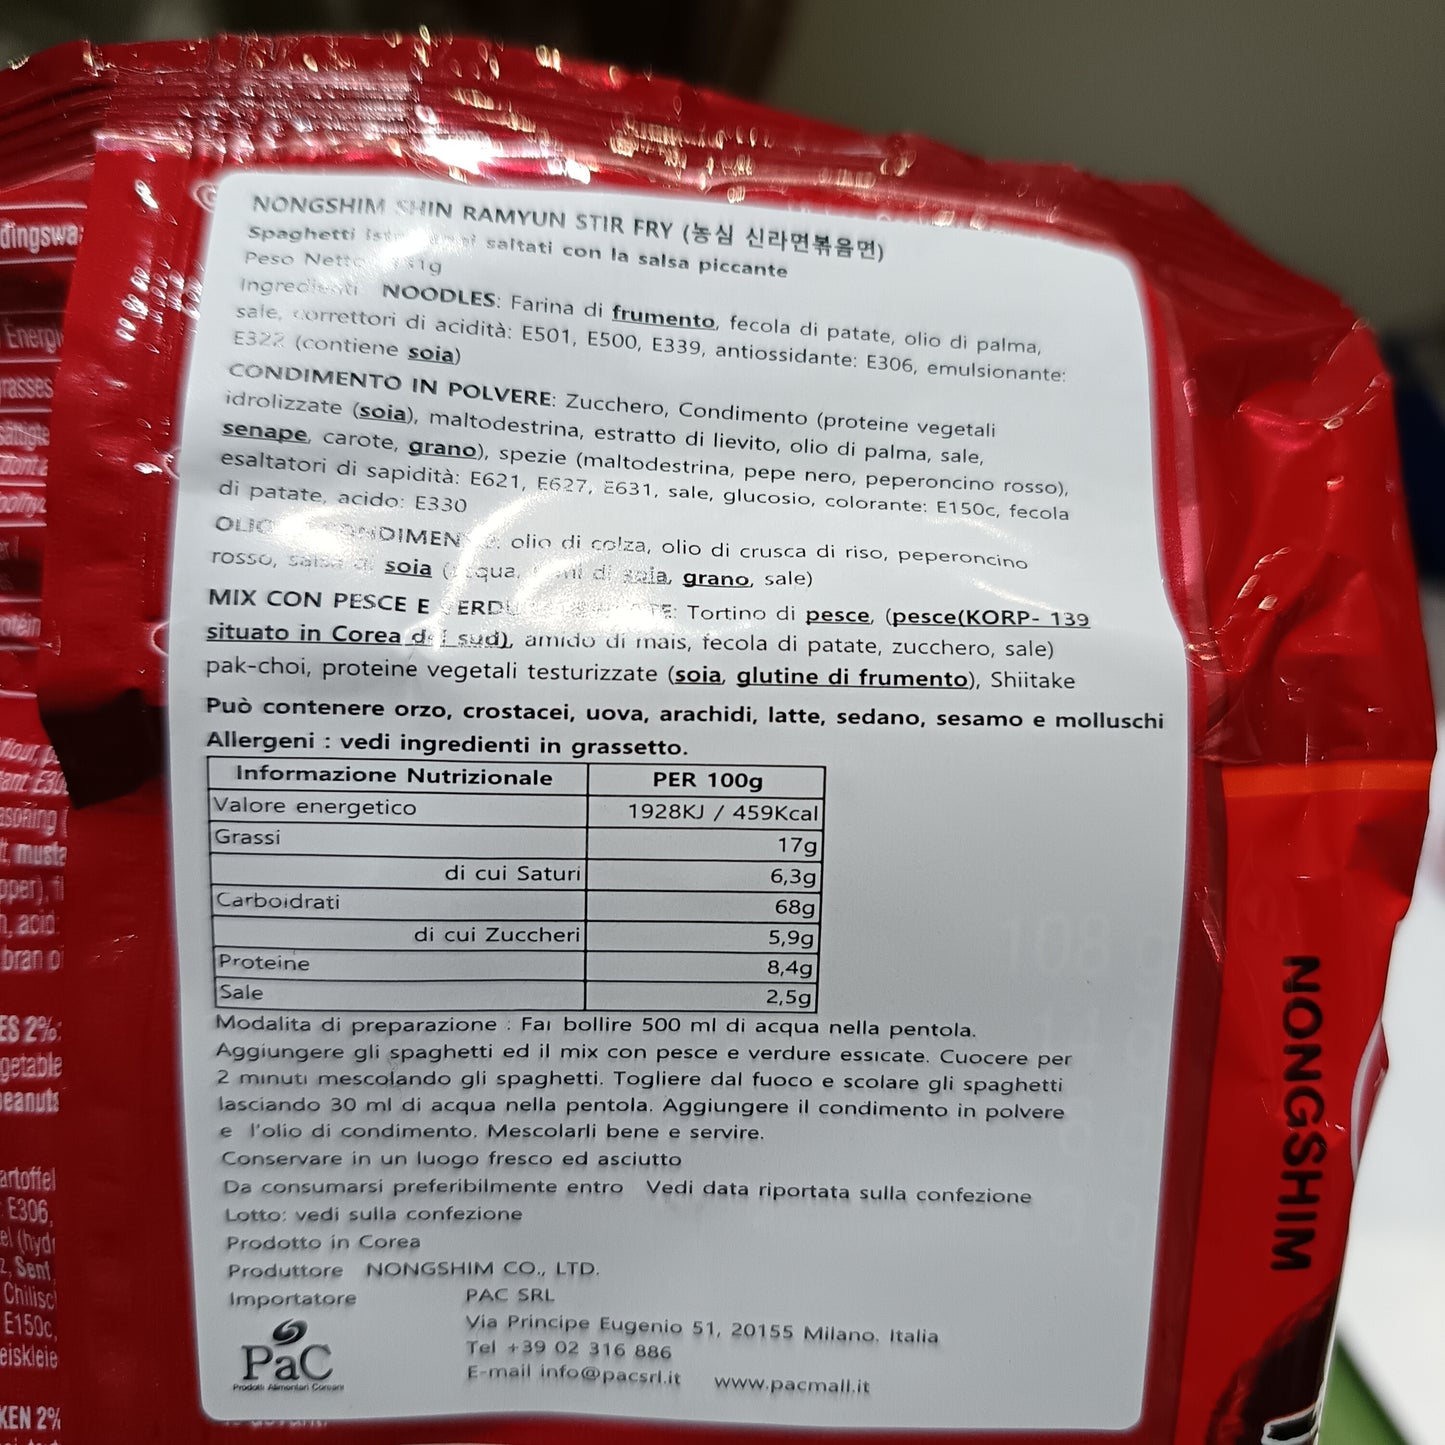 NONGSHIM SHIN RAMYUN STIR FRY (농심 신라면볶음면)
Spaghetti saltati con la salsa piccante
Peso Netto
Ingredienti NOODLES: Farina di frumento, fecola di patate, olio di palma,
sale, correttori di acidità: E501, E500, E339, antiossidante: E306, emulsionante:
E322 (contiene soia)
CONDIMENTO IN POLVERE: Zucchero, Condimento (proteine vegetali
idrolizzate (soia), maltodestrina, estratto di lievito, olio di palma, sale,
senape, carote, grano), spezie (maltodestrina, pepe nero, peperoncino rosso),
esaltatori di sapidità: E621, E627, E631, sale, glucosio, colorante: E150c, fecola
di patate, acido: E330
olio di colza, olio di crusca di riso, peperoncino
rosso, salsa di soia ( di soia, grano, sale)
MIX CON PESCE E Tortino di pesce, (pesce(KORP- 139
situato in Corea del sud), amido di mais, fecola di patate, zucchero, sale)
pak-choi, proteine vegetali testurizzate (soia, glutine di frumento), Shiitake
Può contenere orzo, crostacei, uova, arachidi, latte, sedano, sesamo e molluschi
Allergeni : vedi ingredienti in grassetto.
Informazione Nutrizionale PER 100g
Valore energetico 1928KJ / 459Kcal
Grassi 17g
di cui Saturi 6,3g
Carboidrati 68g
di cui Zuccheri 5,9g
Proteine 8,4g
Sale 2,5g
Modalita di preparazione : Far bollire 500 ml di acqua nella pentola.
Aggiungere gli spaghetti ed il mix con pesce e verdure essicate. Cuocere per
2 minuti mescolando gli spaghetti. Togliere dal fuoco e scolare gli spaghetti
lasciando 30 ml di acqua nella pentola. Aggiungere il condimento in polvere
e l'olio di condimento. Mescolarli bene e servire.
Conservare in un luogo fresco ed asciutto
Da consumarsi preferibilmente entro Vedi data riportata sulla confezione
Lotto: vedi sulla confezione
Prodotto in Corea
Produttore NONGSHIM CO., LTD.
Importatore PAC SRL
Via Principe Eugenio 51, 20155 Milano, Italia
Tel +39 02 316 886
E-mail info@pacsrl.it www.pacmall.it
PaC
Prodotti Alimentari Coreani
NONGSHIM